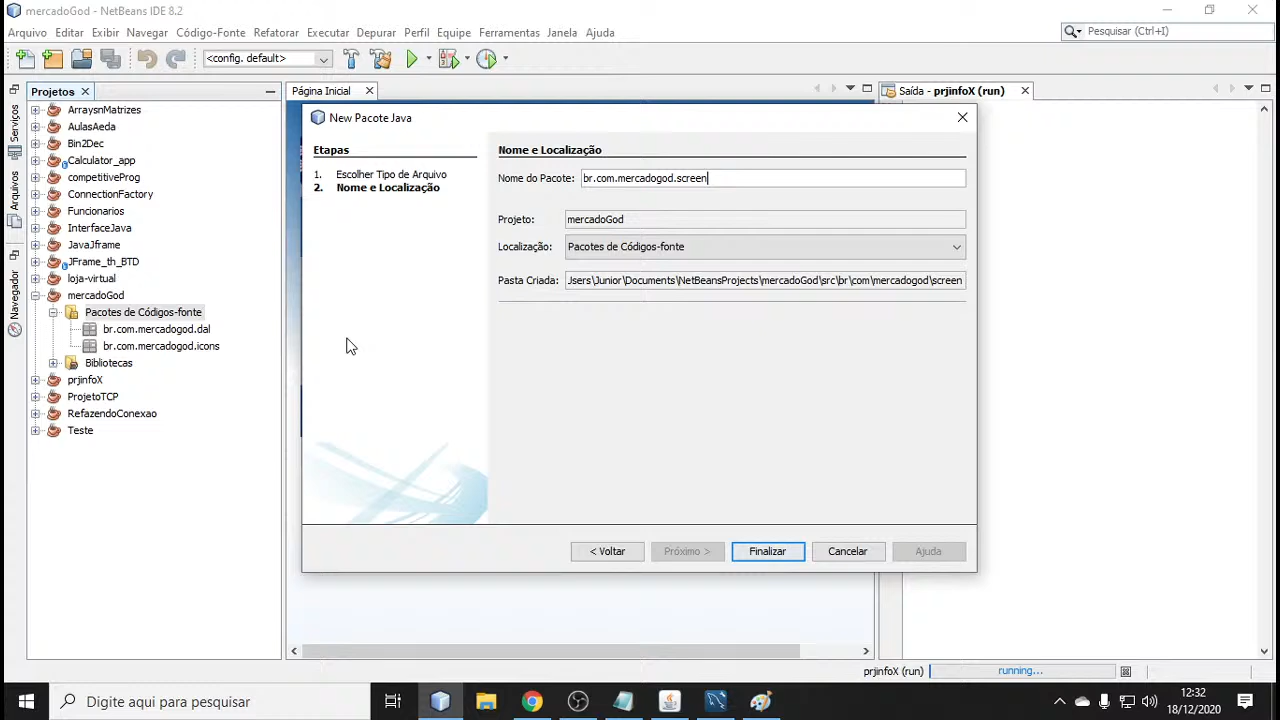 mercadoGod - NetBeans IDE 8.2
Arquivo Editar Exibir Navegar Código-Fonte Refatorar Executar Depurar Perfil Equipe Ferramentas Janela Ajuda
Pesquisar (Ctrl+I)
<config. default>
Projetos
Página Inicial
Saída - prjinfoX (run)
Serviços
Arquivos
Navegador
ArraysnMatrizes
AulasAeda
Bin2Dec
Calculator_app
competitiveProg
ConnectionFactory
Funcionarios
InterfaceJava
JavaJframe
JFrame_th_BTD
loja-virtual
mercadoGod
Pacotes de Códigos-fonte
br.com.mercadogod.dal
br.com.mercadogod.icons
Bibliotecas
prjinfoX
ProjetoTCP
RefazendoConexao
Teste
New Pacote Java
Etapas
1. Escolher Tipo de Arquivo
2. Nome e Localização
Nome e Localização
Nome do Pacote: br.com.mercadogod.screen
Projeto: mercadoGod
Localização: Pacotes de Códigos-fonte
Pasta Criada: Jsers\Junior\Documents\NetBeansProjects\mercadoGod\src\br\com\mercadogod\screen
< Voltar Próximo > Finalizar Cancelar Ajuda
prjinfoX (run) running...
Digite aqui para pesquisar
12:32
18/12/2020